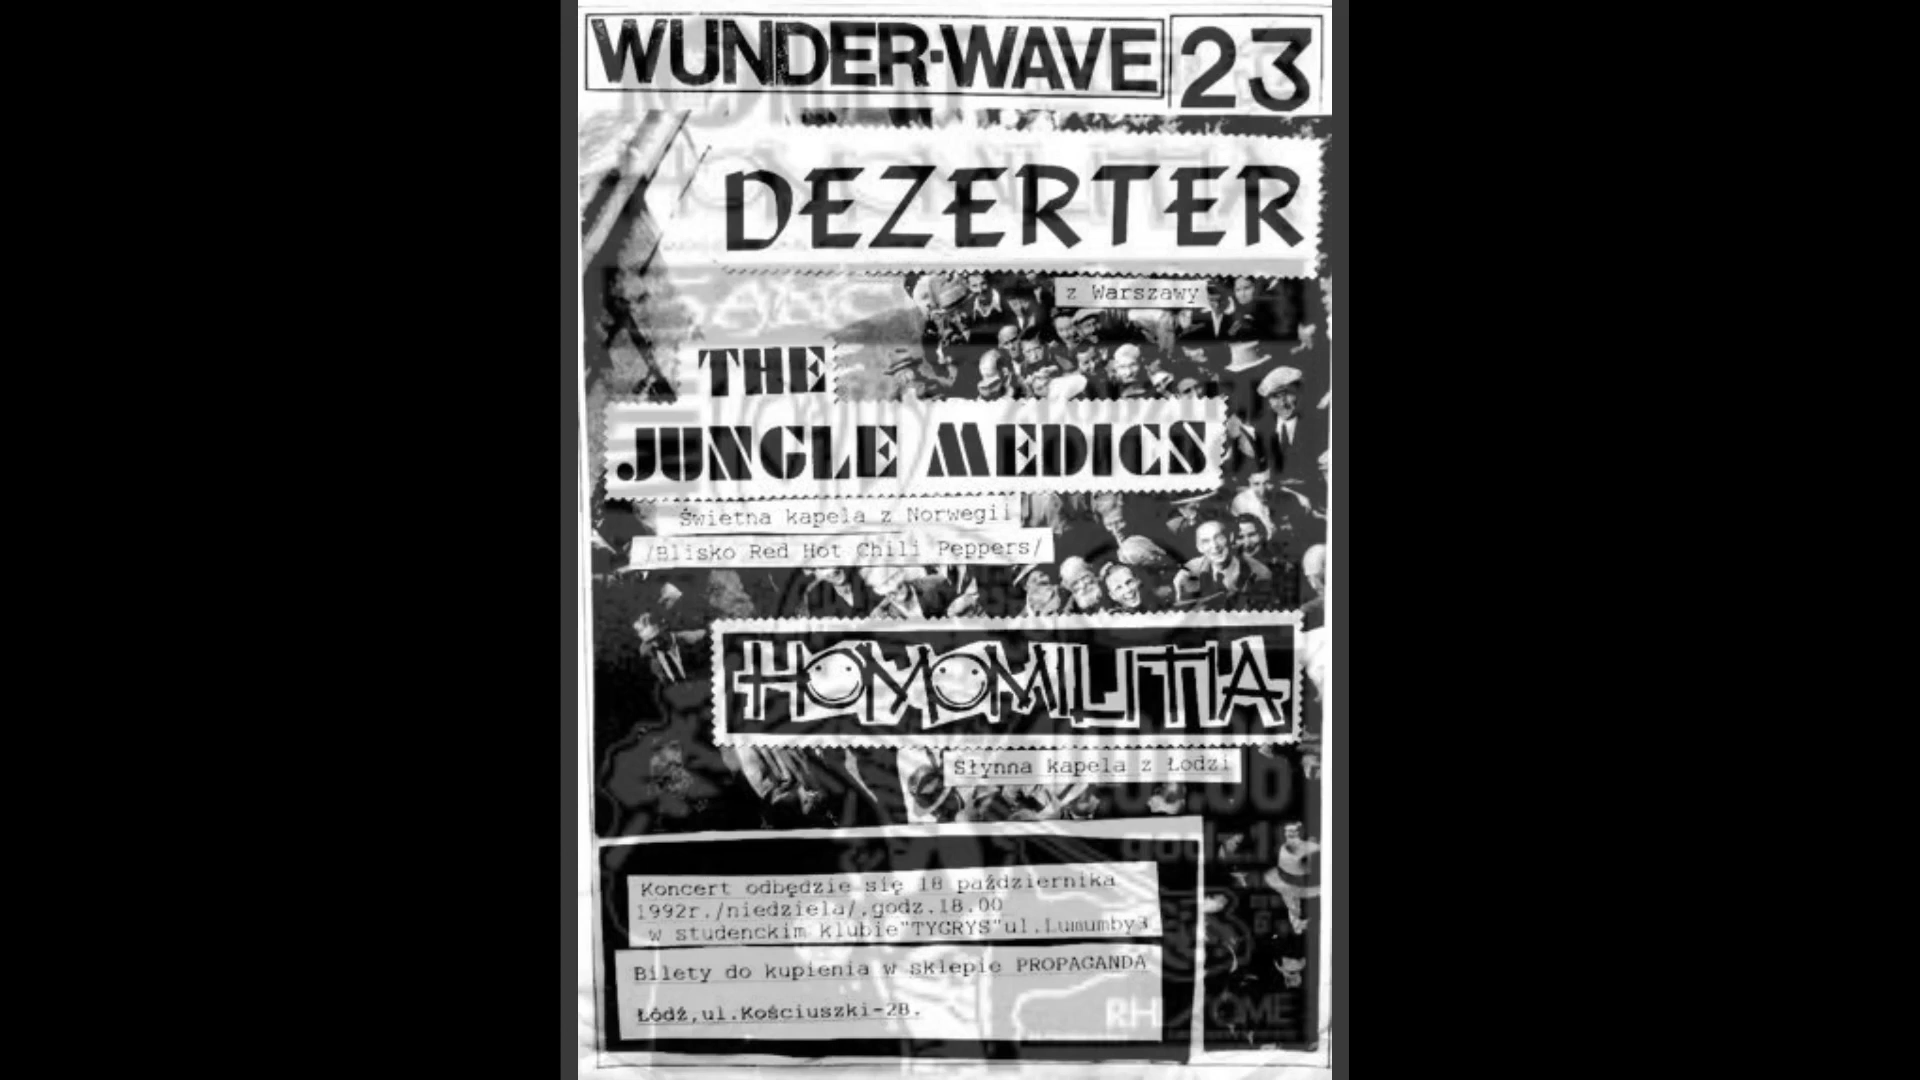 WUNDER-WAVE 23
DEZERTER
z Warszawy
THE
JUNGLE MEDICS
Świetna kapela z Norwegii
/Blisko Red Hot Chili Peppers/
HOMOMILITIA
Słynna kapela z Łodzi
Koncert odbędzie się 18 października
1992r./niedziela/.godz.18.00
w studenckim klubie"TYGRYS"ul.Lumumby3
Bilety do kupienia w sklepie PROPAGANDA
Łódź,ul.Kościuszki-28.